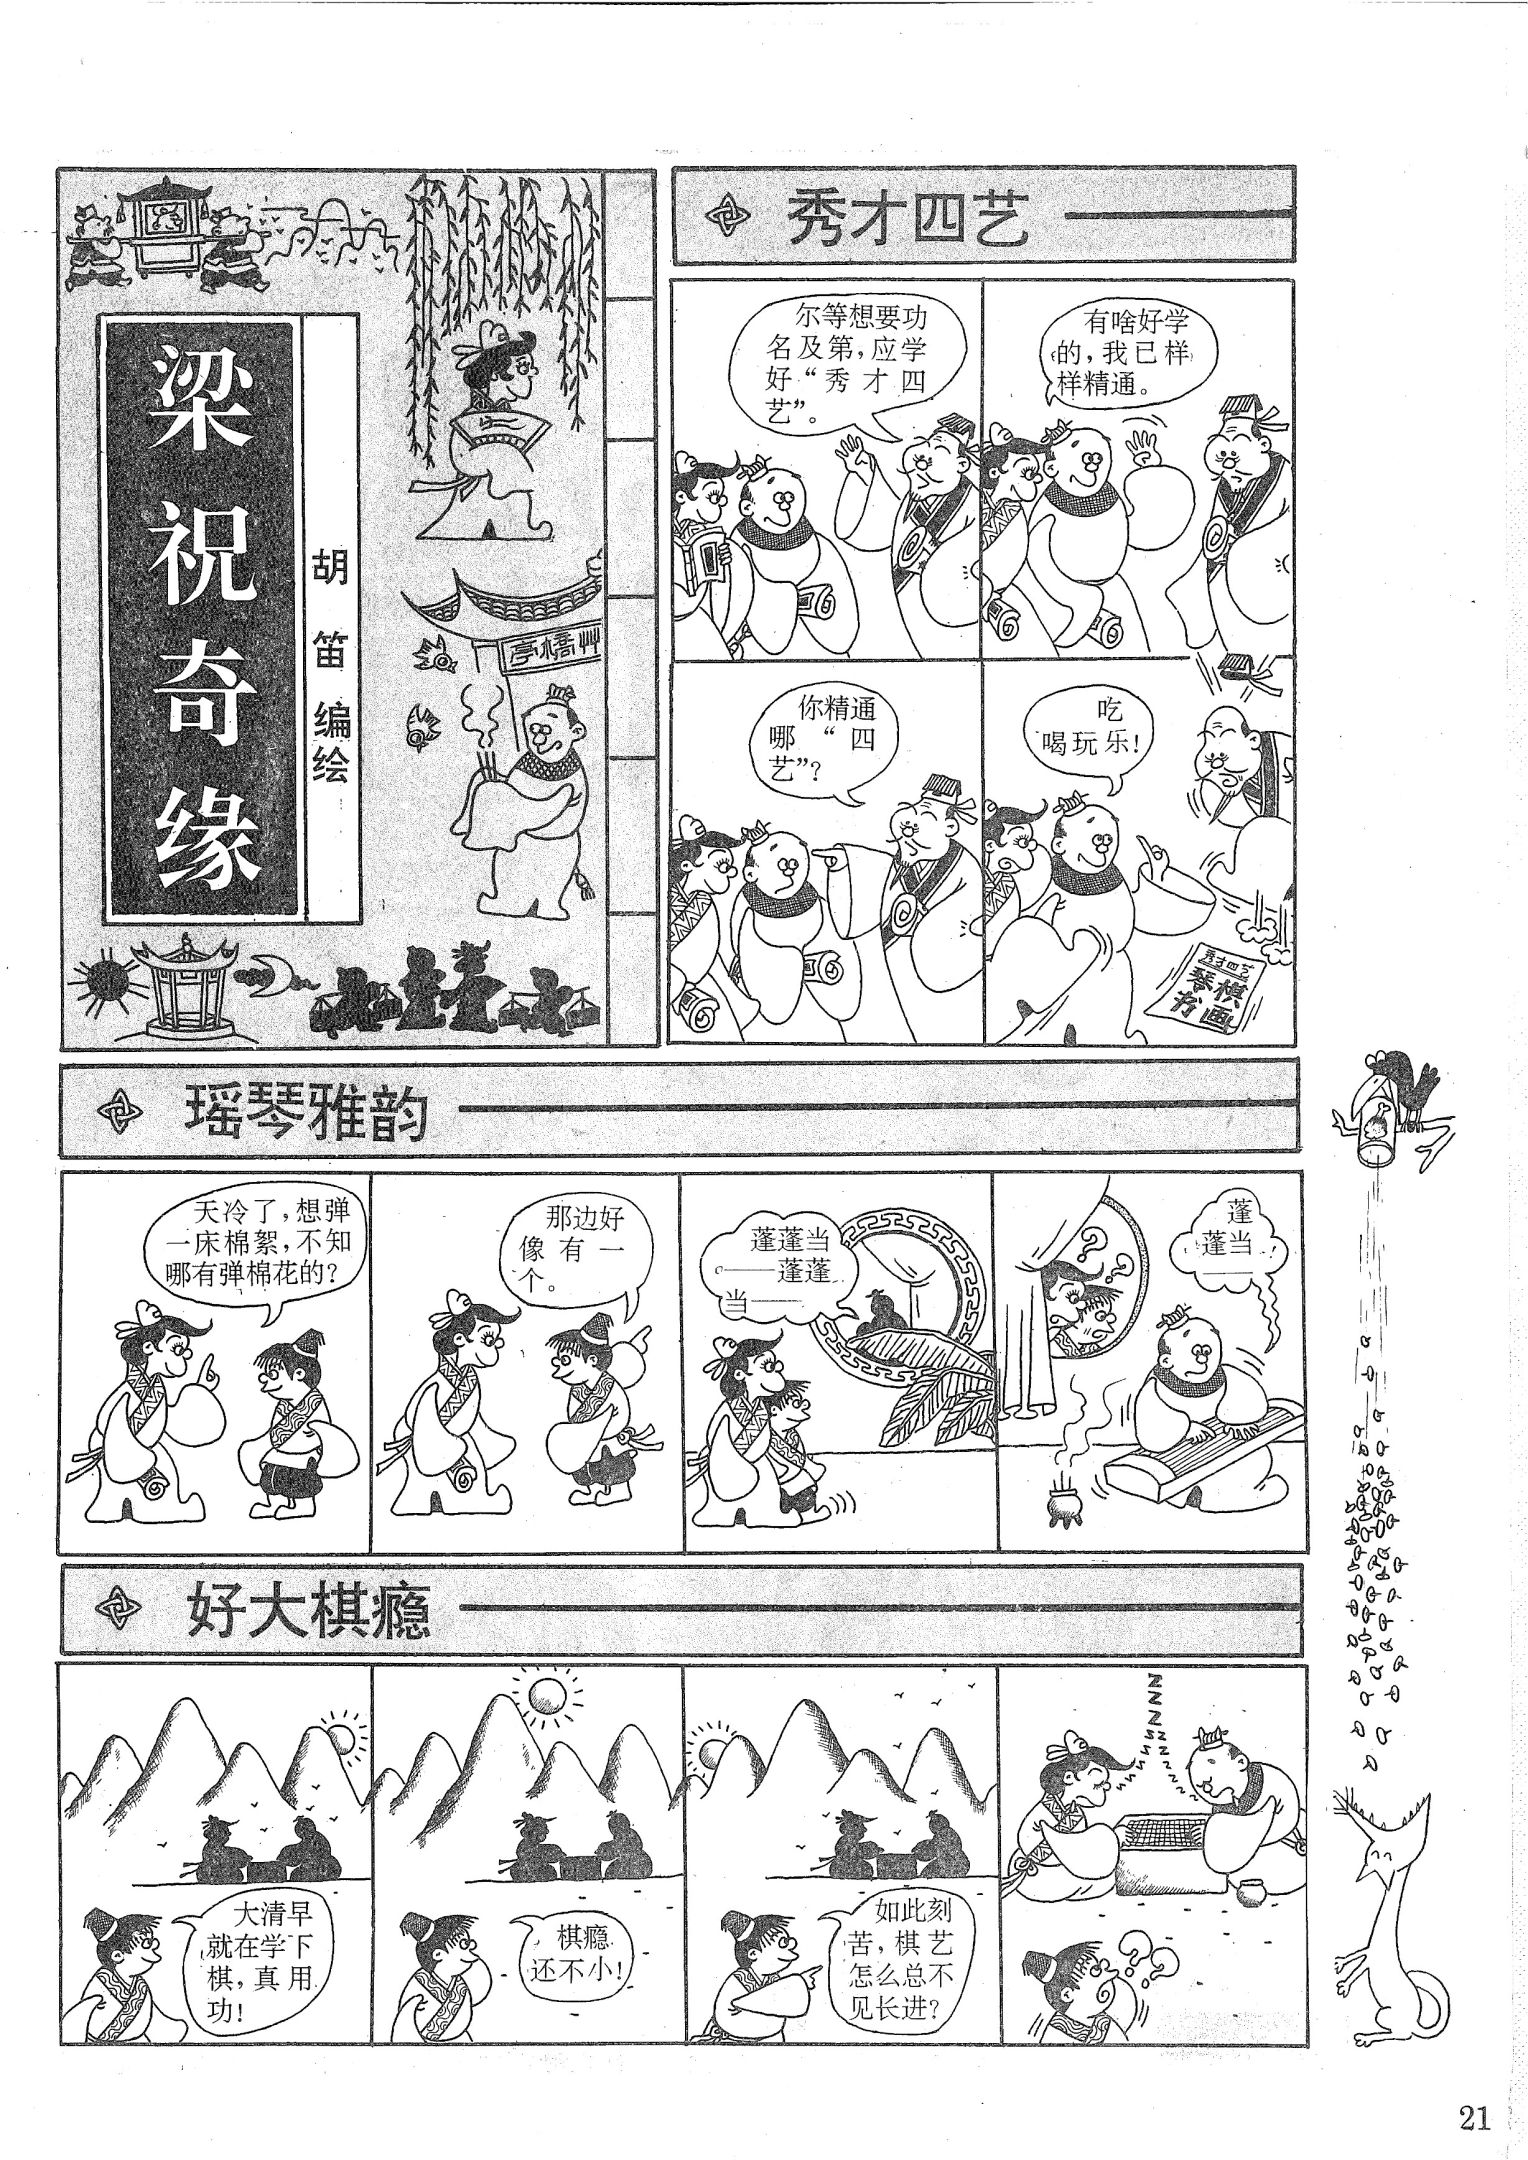 梁祝奇缘
胡笛编绘
草橋亭
秀才四艺
尔等想要功
名及第，应学
好“秀才四
艺”。
有啥好学
的，我已样
样精通。
你精通
哪“四
艺”？
吃
喝玩乐！
秀才四艺
琴棋
书画
瑶琴雅韵
天冷了，想弹
一床棉絮，不知
哪有弹棉花的？
那边好
像有一
个。
蓬蓬当
——蓬蓬
当——
蓬
蓬当
——
好大棋瘾
大清早
就在学下
棋，真用
功！
棋瘾
还不小！
如此刻
苦，棋艺
怎么总不
见长进？
NNNNNNN
??
21